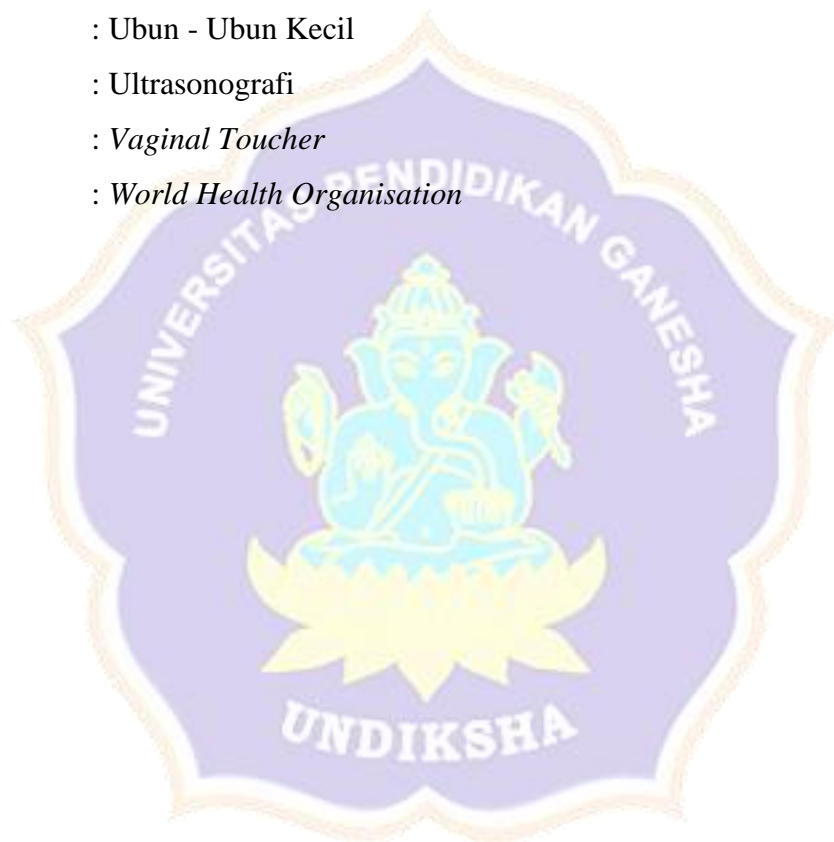 : Ubun - Ubun Kecil
: Ultrasonografi
: Vaginal Toucher
: World Health Organisation
UNIVERSITAS PENDIDIKAN GANESHA
UNDIKSHA